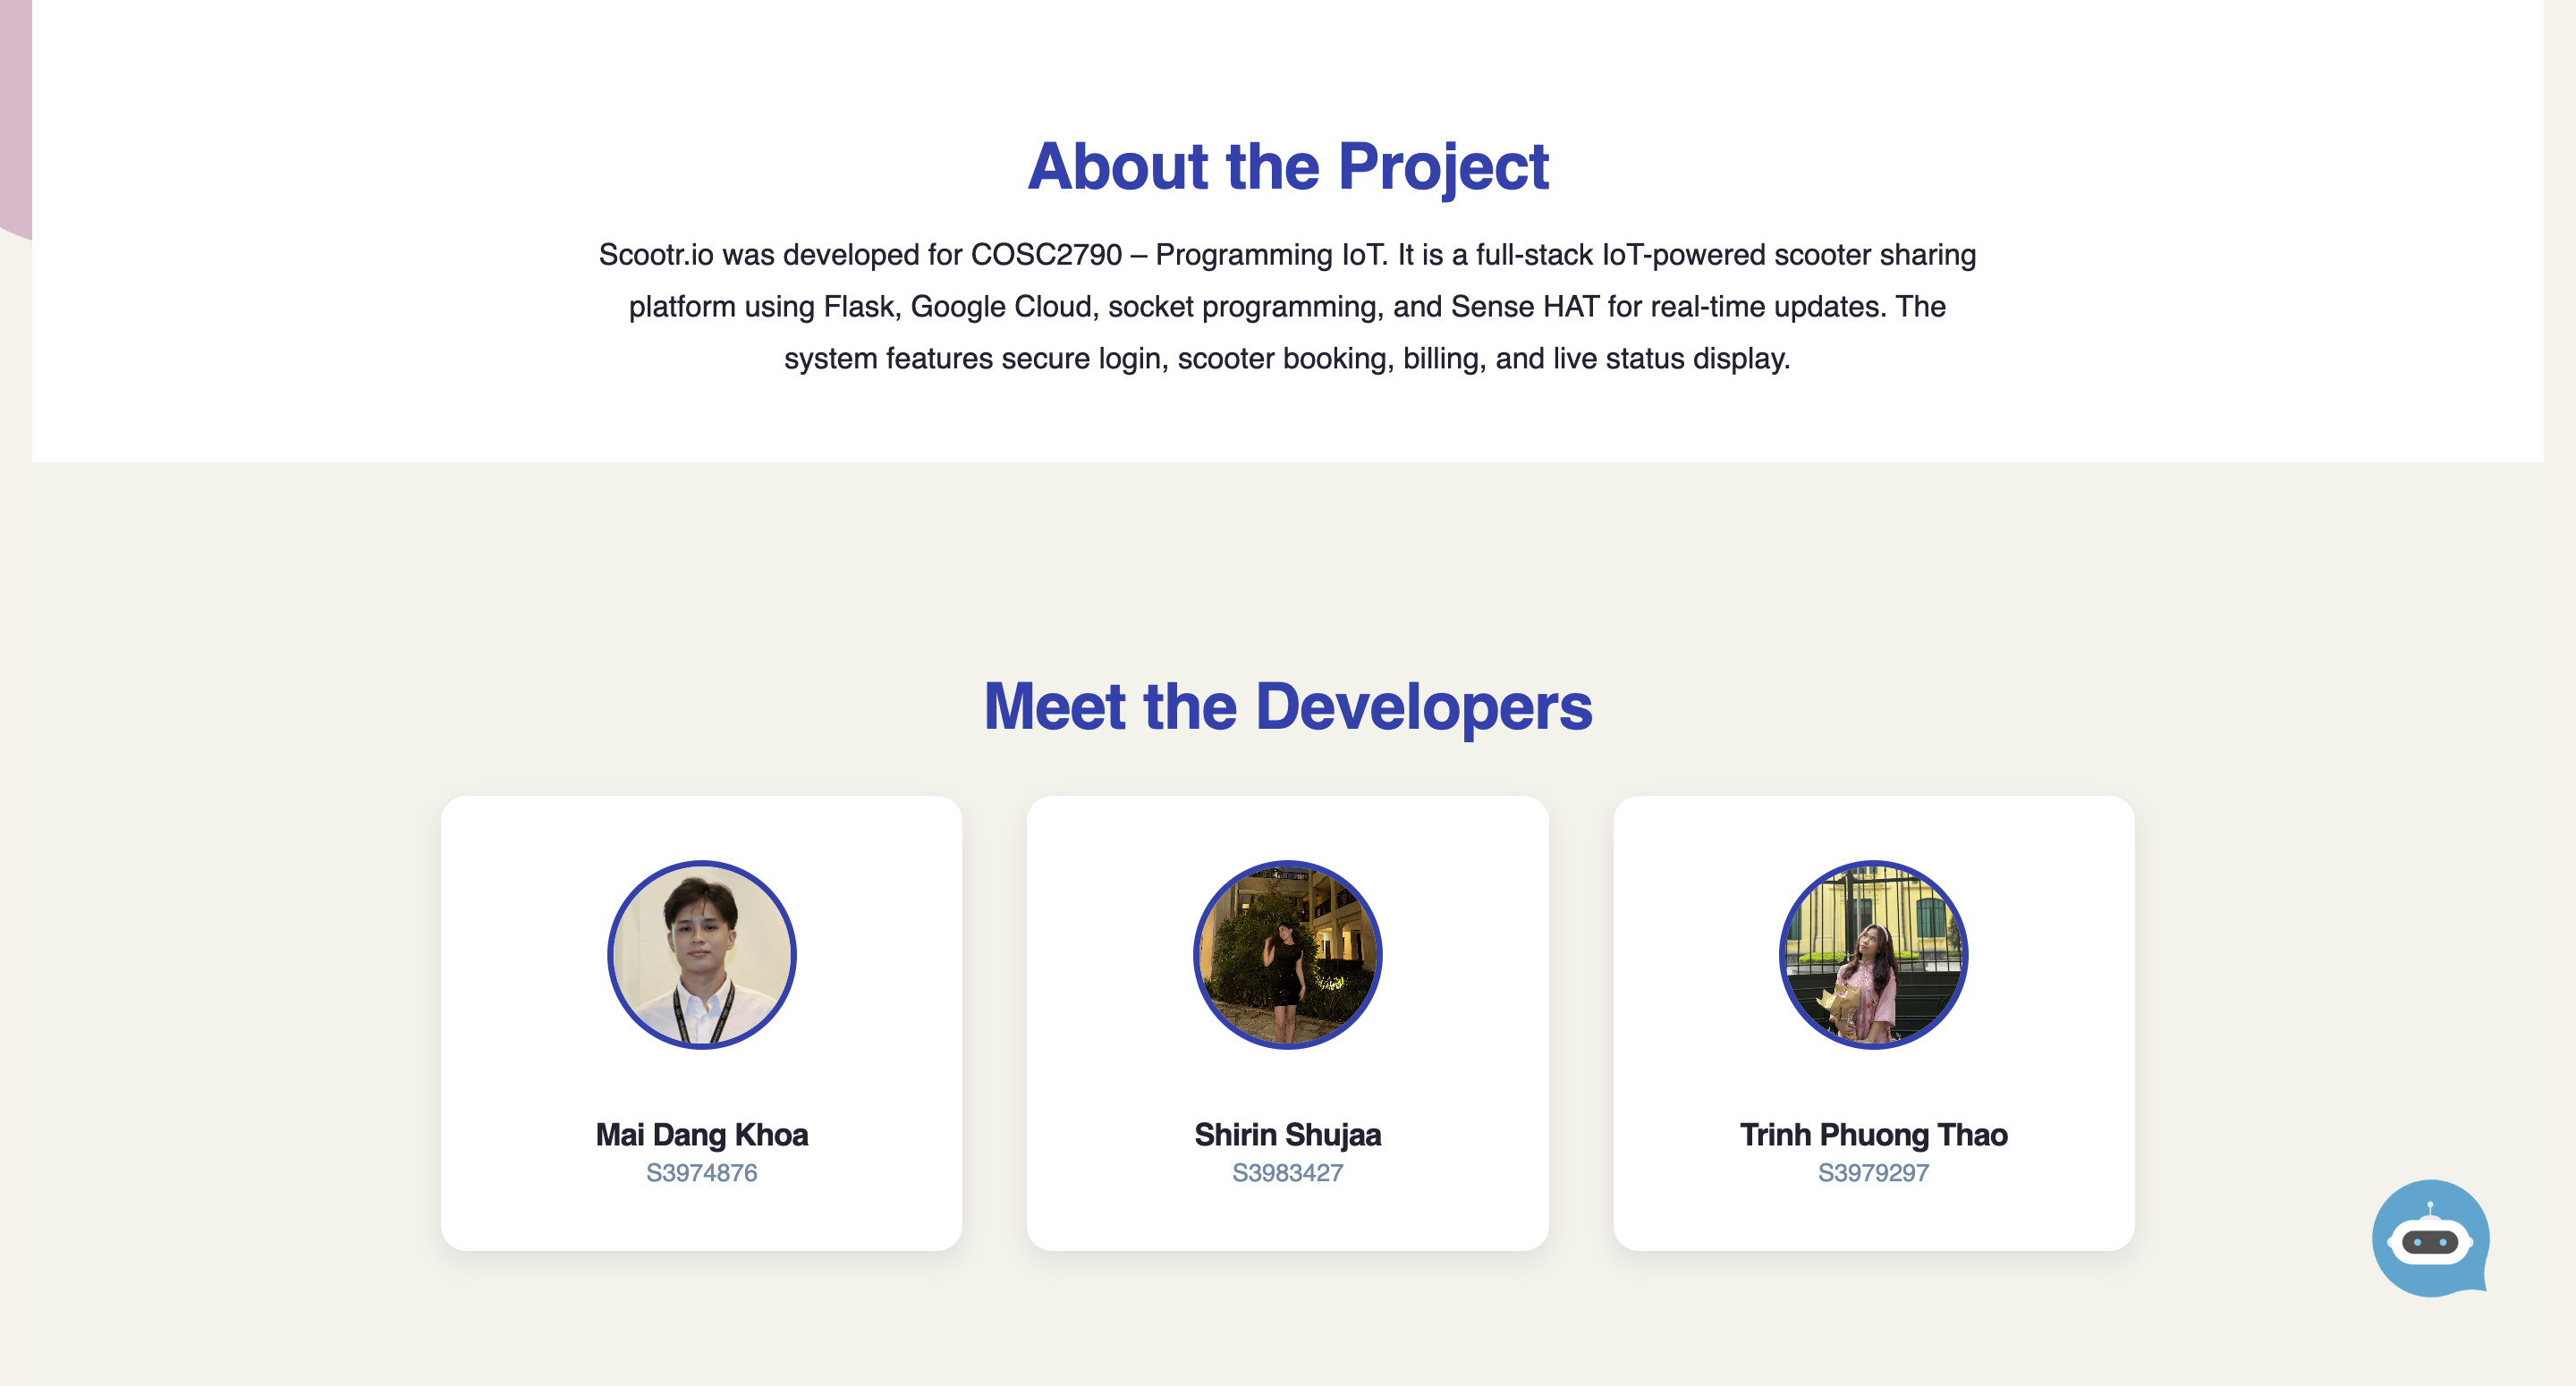 About the Project
Scootr.io was developed for COSC2790 – Programming IoT. It is a full-stack IoT-powered scooter sharing
platform using Flask, Google Cloud, socket programming, and Sense HAT for real-time updates. The
system features secure login, scooter booking, billing, and live status display.
Meet the Developers
Mai Dang Khoa
S3974876
Shirin Shujaa
S3983427
Trinh Phuong Thao
S3979297